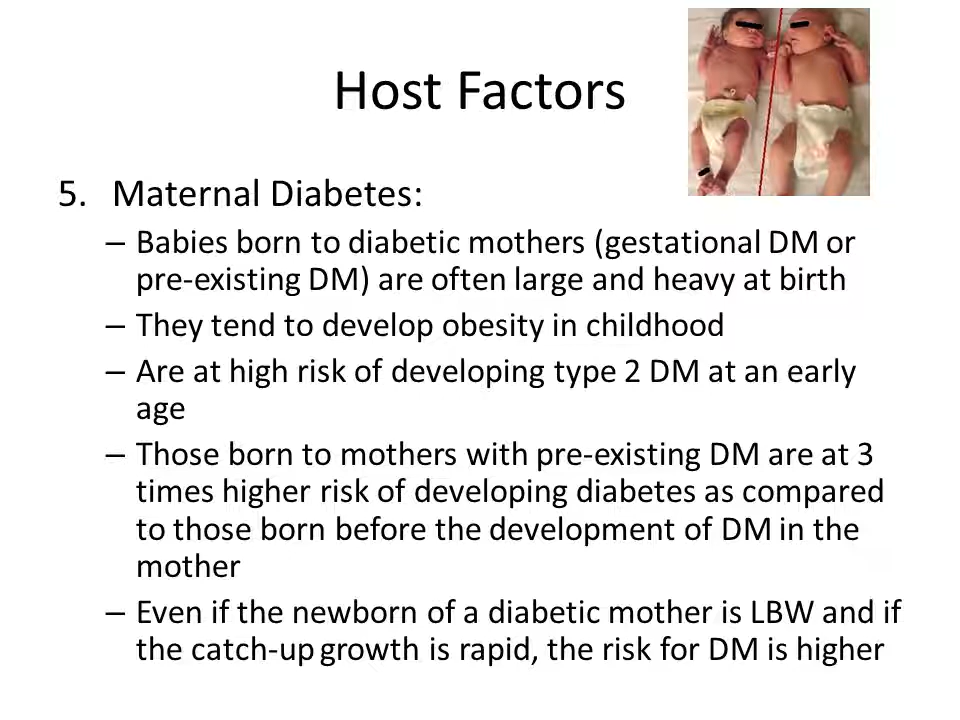 Host Factors
5. Maternal Diabetes:
– Babies born to diabetic mothers (gestational DM or
pre-existing DM) are often large and heavy at birth
– They tend to develop obesity in childhood
– Are at high risk of developing type 2 DM at an early
age
– Those born to mothers with pre-existing DM are at 3
times higher risk of developing diabetes as compared
to those born before the development of DM in the
mother
– Even if the newborn of a diabetic mother is LBW and if
the catch-up growth is rapid, the risk for DM is higher